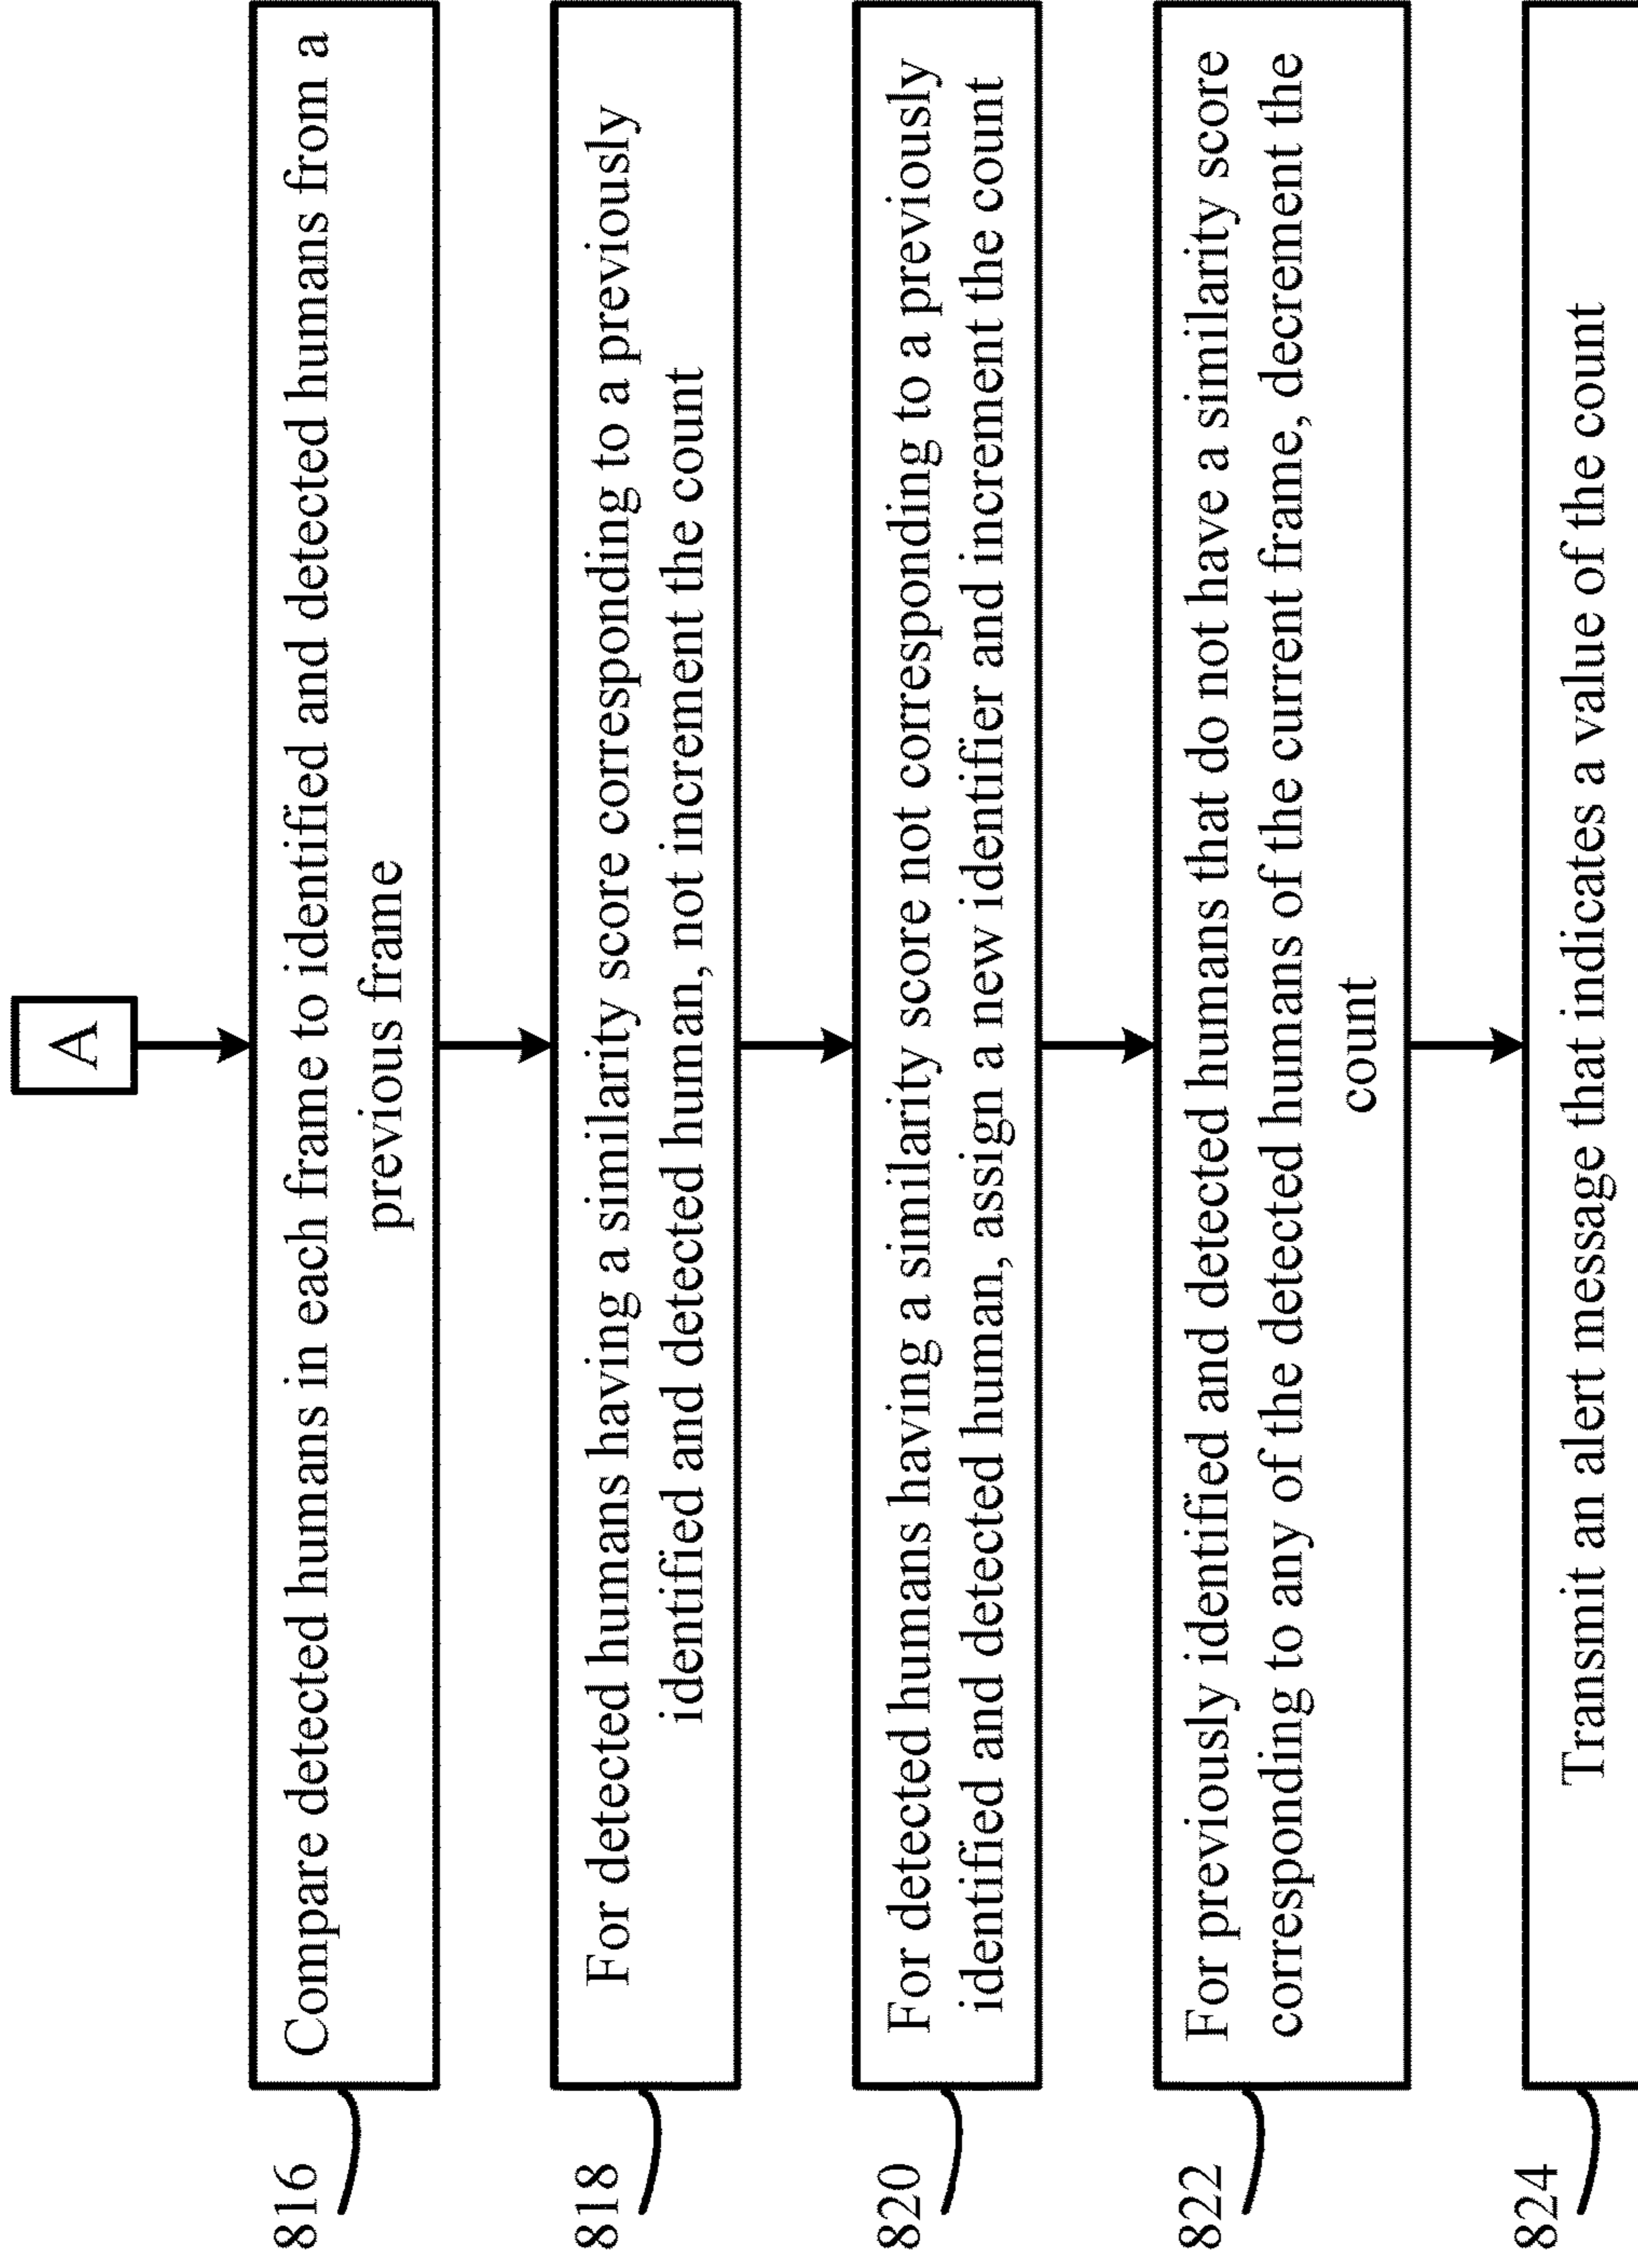 A
816
Compare detected humans in each frame to identified and detected humans from a
previous frame
818
For detected humans having a similarity score corresponding to a previously
identified and detected human, not increment the count
820
For detected humans having a similarity score not corresponding to a previously
identified and detected human, assign a new identifier and increment the count
822
For previously identified and detected humans that do not have a similarity score
corresponding to any of the detected humans of the current frame, decrement the
count
824
Transmit an alert message that indicates a value of the count